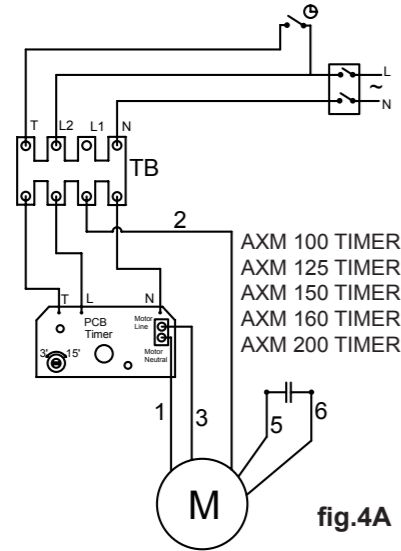 L
~
N
T L2 L1 N
TB
2
AXM 100 TIMER
AXM 125 TIMER
AXM 150 TIMER
AXM 160 TIMER
AXM 200 TIMER
T L N
PCB
Timer
Motor
Line
3' 15'
Motor
Neutral
1 3
5 6
M
fig.4A